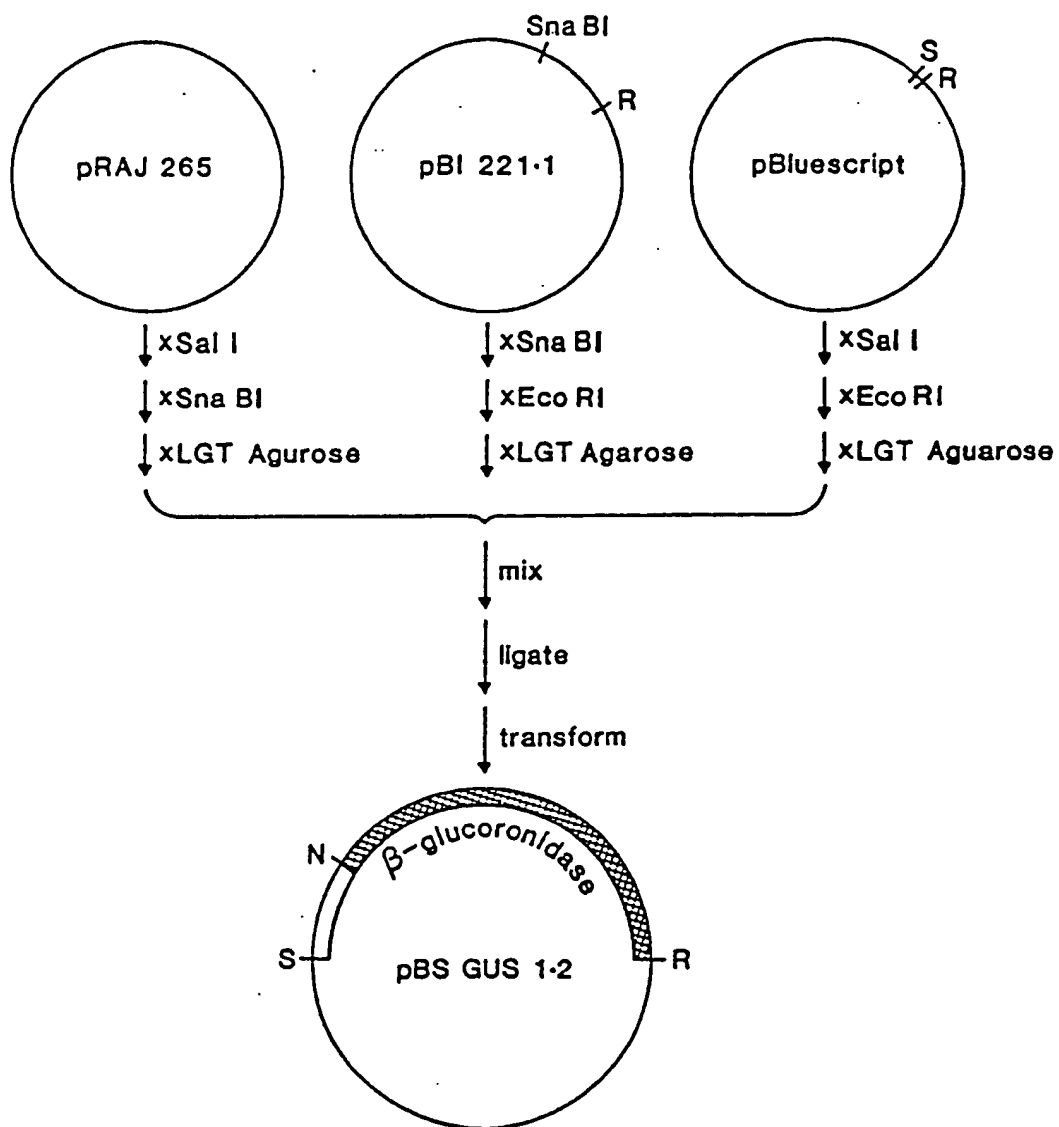 Sna BI
S
R
R
pRAJ 265
pBI 221·1
pBluescript
xSal I
xSna BI
xSal I
xSna BI
xEco RI
xEco RI
xLGT Agurose
xLGT Agarose
xLGT Aguarose
mix
ligate
transform
N
β-glucoronidase
S
pBS GUS 1·2
R